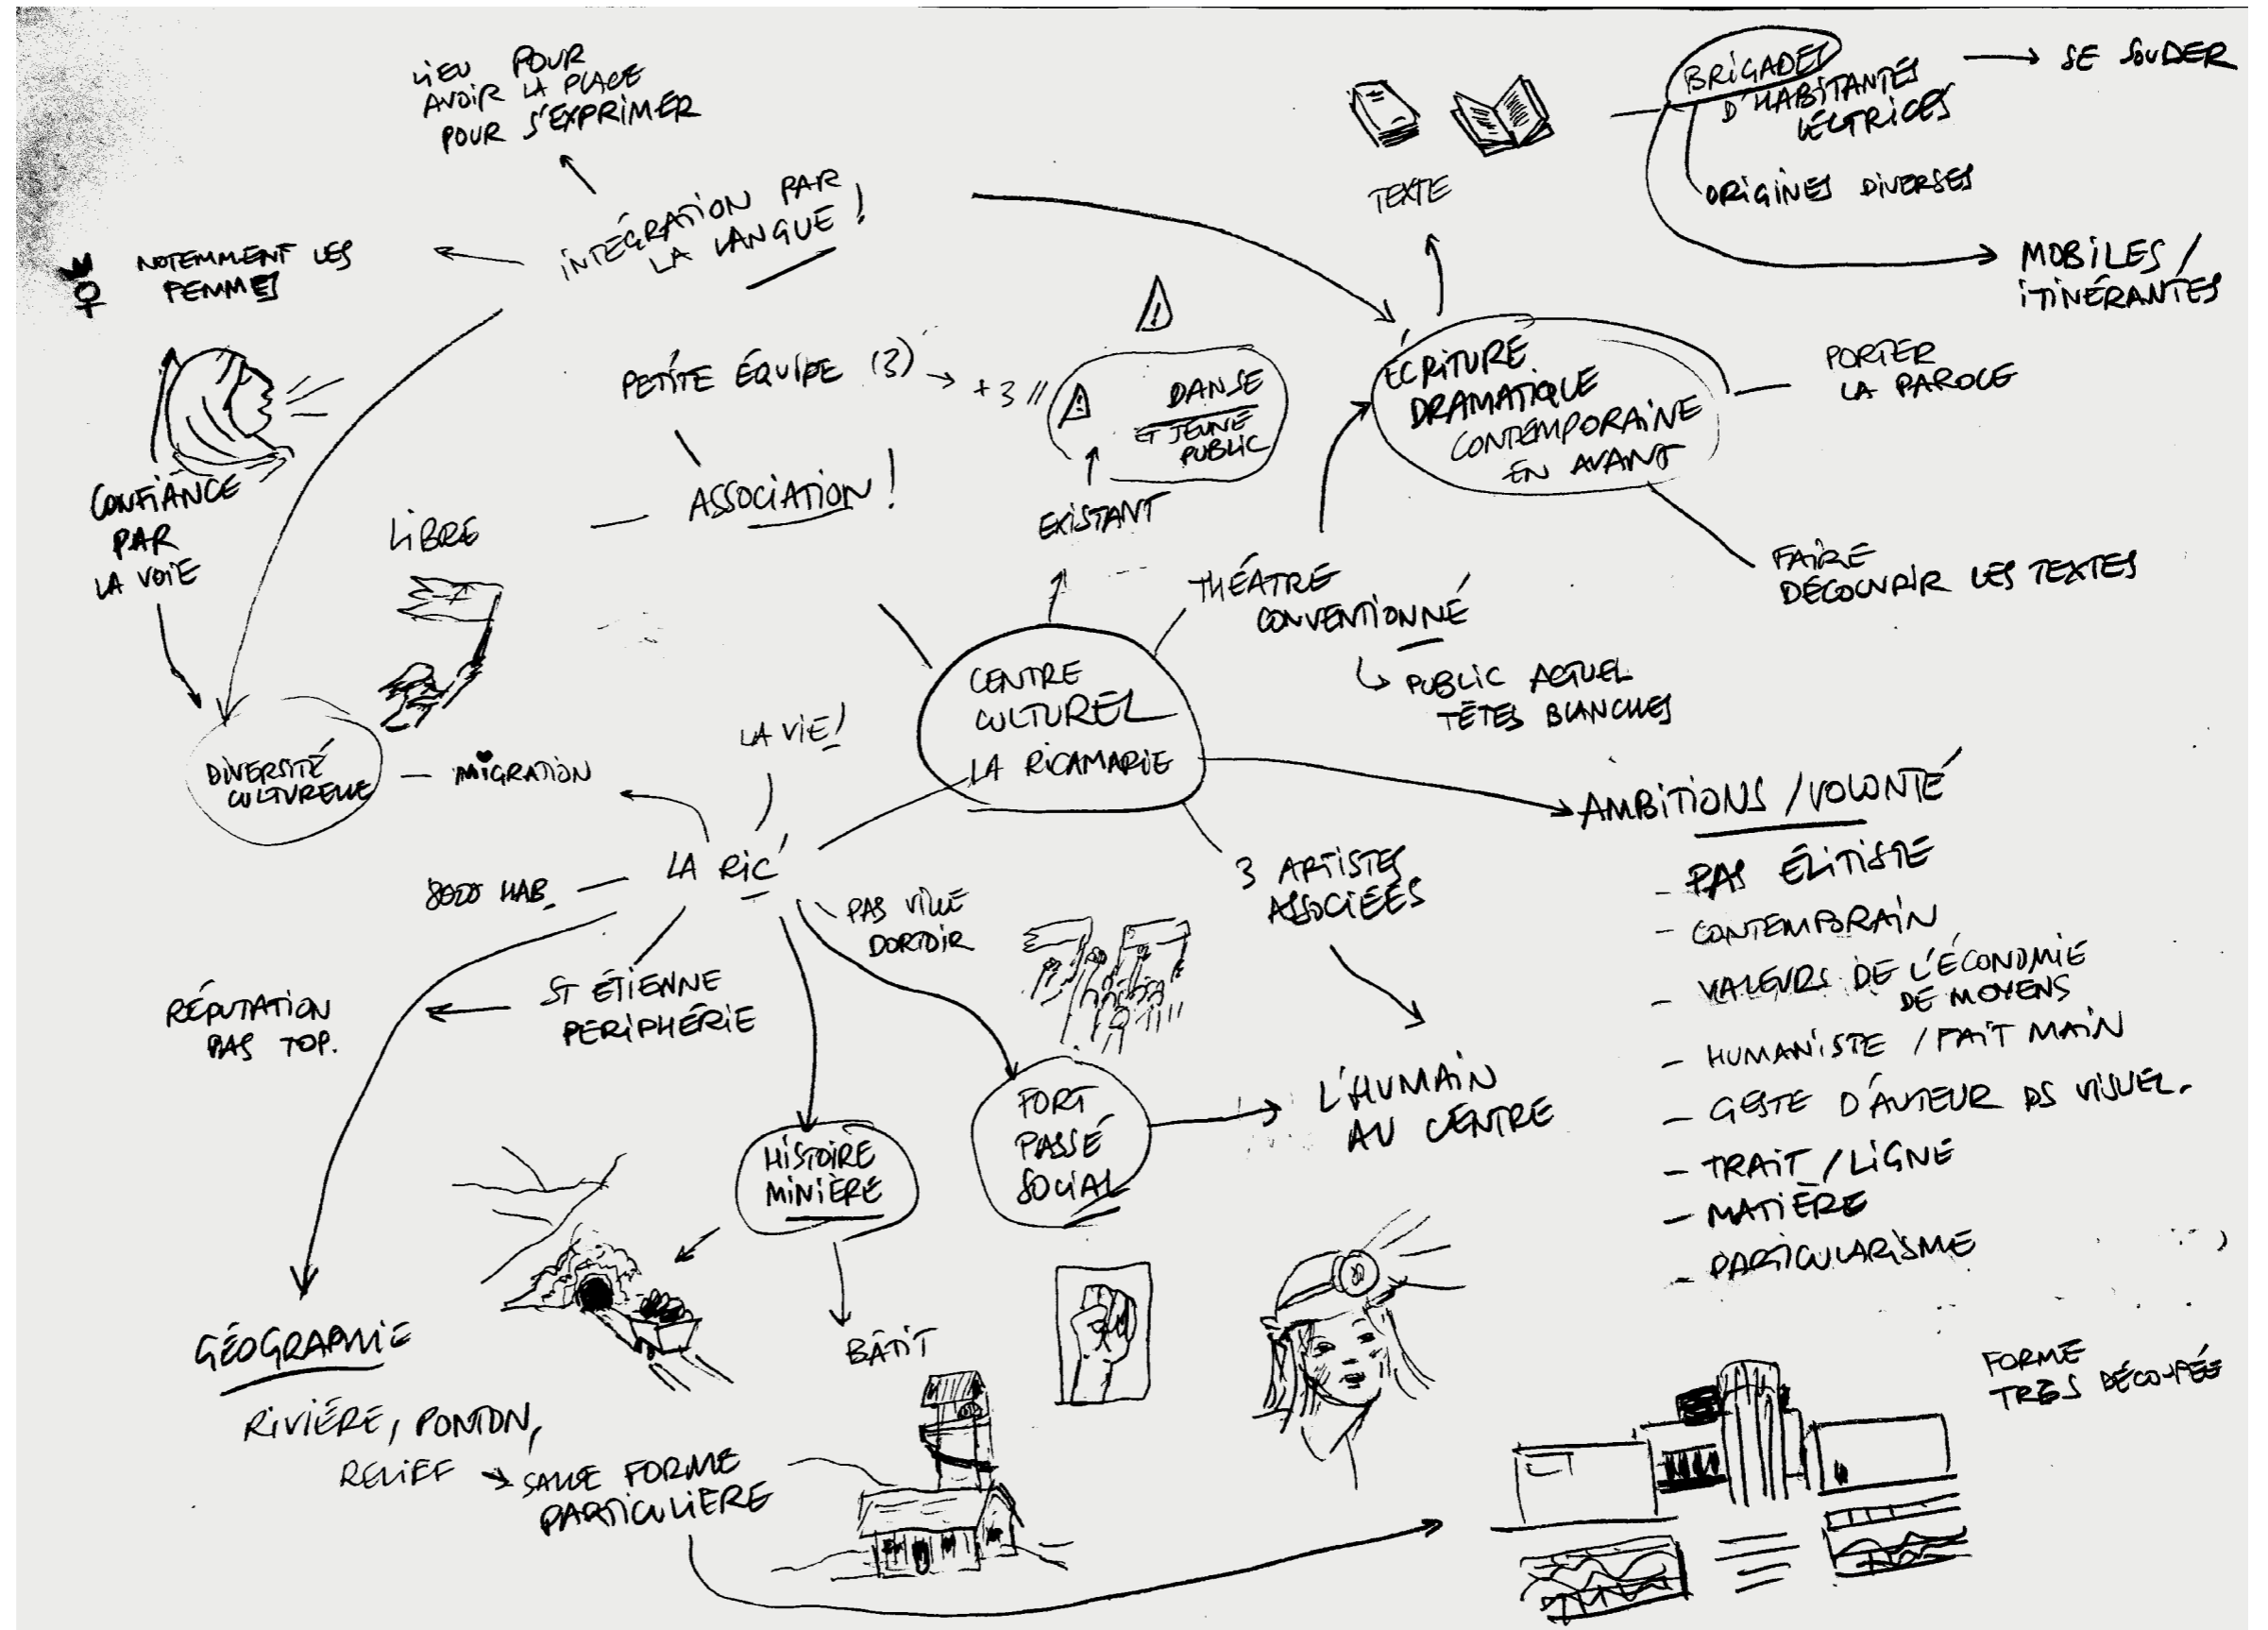 LIEU POUR
AVOIR LA PLACE
POUR S'EXPRIMER
INTÉGRATION PAR
LA LANGUE !
NOTEMMENT LES
FEMMES
CONFIANCE
PAR
LA VOIE
PETITE ÉQUIPE (3) → +3 //
ASSOCIATION !
LIBRE
DANSE
ET JEUNE
PUBLIC
EXISTANT
TEXTE
BRIGADES
D'HABITANTES
LECTRICES
SE SOUDER
ORIGINES DIVERSES
MOBILES /
ITINÉRANTES
ÉCRITURE
DRAMATIQUE
CONTEMPORAINE
EN AVANT
PORTER
LA PAROLE
FAIRE
DÉCOUVRIR LES TEXTES
THÉATRE
CONVENTIONNÉ
PUBLIC ACTUEL
TÊTES BLANCHES
CENTRE
CULTUREL
LA RICAMARIE
DIVERSITÉ
CULTURELLE
MIGRATION
LA VIE !
LA RIC'
8000 HAB.
PAS VILLE
DORTOIR
ST ÉTIENNE
PERIPHÉRIE
RÉPUTATION
PAS TOP.
3 ARTISTES
ASSOCIÉES
L'HUMAIN
AU CENTRE
FORT
PASSÉ
SOCIAL
HISTOIRE
MINIÈRE
BÂTIT
GÉOGRAPHIE
RIVIÉRE, PONTON,
RELIEF → SALLE FORME
PARTICULIÈRE
AMBITIONS / VOLONTÉ
- PAS ÉLITISTE
- CONTEMPORAIN
- VALEURS DE L'ÉCONOMIE
DE MOYENS
- HUMANISTE / FAIT MAIN
- GESTE D'AUTEUR DS VISUEL.
- TRAIT / LIGNE
- MATIÈRE
- PARTICULARISME
FORME
TRÈS DÉCOUPÉE